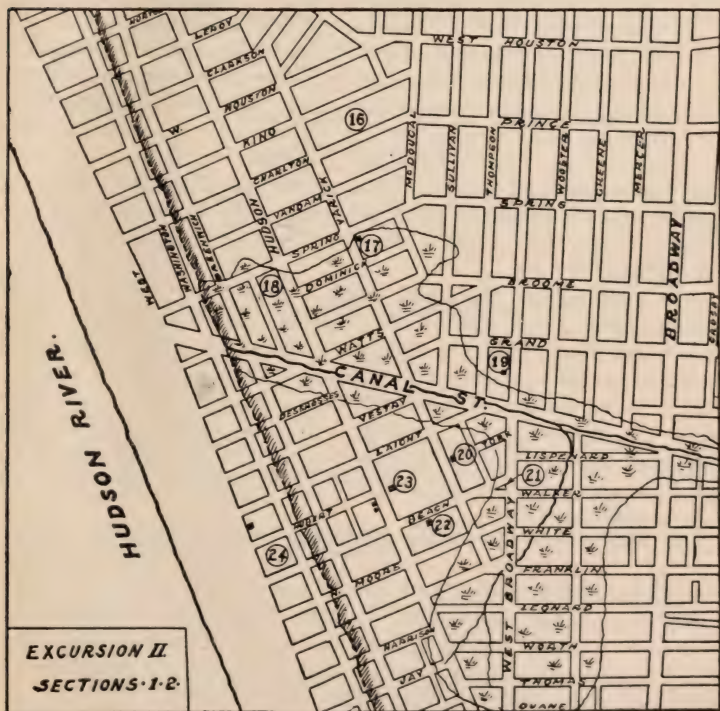 MORTON
LEROY
CLARKSON
HOUSTON
W.
KING
CHARLTON
VANDAM
SPRING
DOMINICK
WATTS
WEST HOUSTON
16
PRINCE
McDOUGAL
SULLIVAN
THOMPSON
WOOSTER
GREENE
MERCER
SPRING
BROADWAY
CROSBY
BROOME
GRAND
VARICK
HUDSON
GREENWICH
WASHINGTON
WEST
17
18
19
HUDSON RIVER.
CANAL ST.
DESBROSSES
VESTRY
LAIGHT
YORK
20
LISPENARD
21
WALKER
23
BEACH
22
WHITE
HUBERT
24
FRANKLIN
MOORE
WEST BROADWAY
LEONARD
HARRISON
WORTH
JAY
THOMAS
DUANE
EXCURSION II.
SECTIONS·1·2·